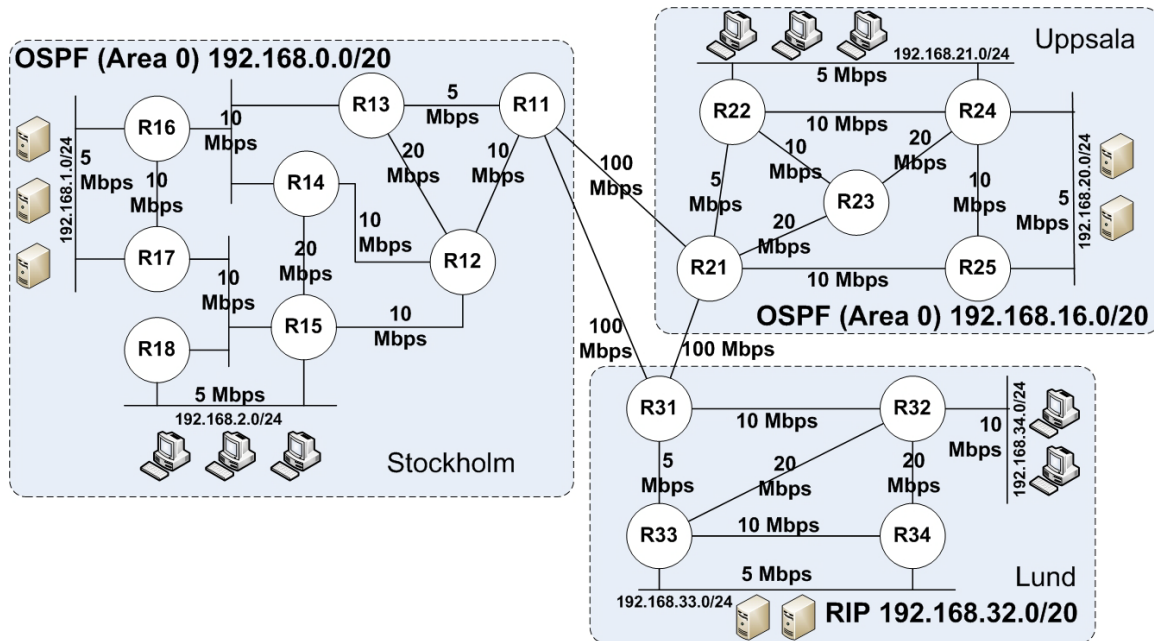 OSPF (Area 0) 192.168.0.0/20
R16
10
Mbps
R13
5
Mbps
R11
5
Mbps
192.168.1.0/24
10
Mbps
R14
20
Mbps
10
Mbps
R17
10
Mbps
20
Mbps
10
Mbps
R12
R18
R15
10
Mbps
5 Mbps
192.168.2.0/24
Stockholm
100
Mbps
100
Mbps
100 Mbps
Uppsala
192.168.21.0/24
5 Mbps
R22
R24
10 Mbps
10
Mbps
20
Mbps
5
Mbps
R23
20
Mbps
10
Mbps
5
Mbps
192.168.20.0/24
R21
10 Mbps
R25
OSPF (Area 0) 192.168.16.0/20
R31
10 Mbps
R32
10
Mbps
192.168.34.0/24
5
Mbps
20
Mbps
20
Mbps
R33
10 Mbps
R34
5 Mbps
192.168.33.0/24
Lund
RIP 192.168.32.0/20